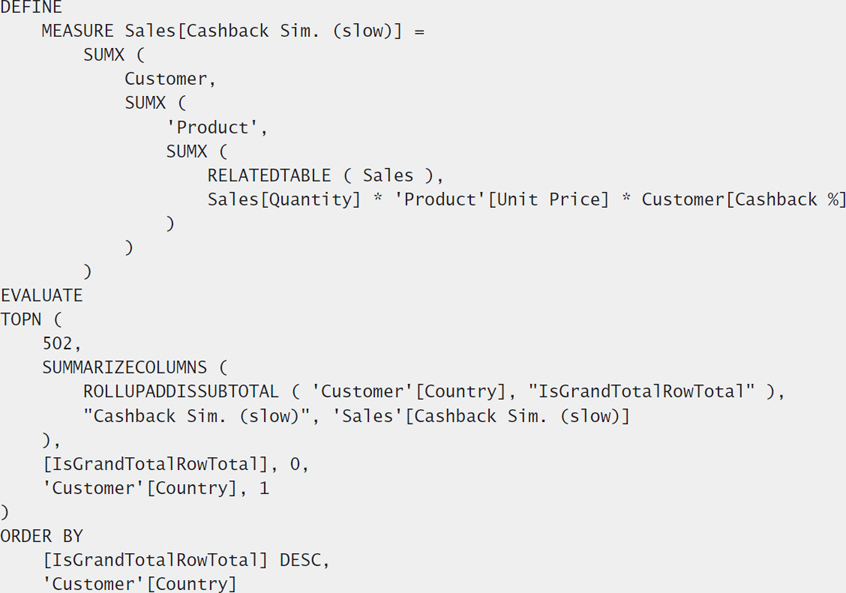 DEFINE
    MEASURE Sales[Cashback Sim. (slow)] =
        SUMX (
            Customer,
            SUMX (
                'Product',
                SUMX (
                    RELATEDTABLE ( Sales ),
                    Sales[Quantity] * 'Product'[Unit Price] * Customer[Cashback %]
                )
            )
        )
EVALUATE
TOPN (
    502,
    SUMMARIZECOLUMNS (
        ROLLUPADDISSUBTOTAL ( 'Customer'[Country], "IsGrandTotalRowTotal" ),
        "Cashback Sim. (slow)", 'Sales'[Cashback Sim. (slow)]
    ),
    [IsGrandTotalRowTotal], 0,
    'Customer'[Country], 1
)
ORDER BY
    [IsGrandTotalRowTotal] DESC,
    'Customer'[Country]